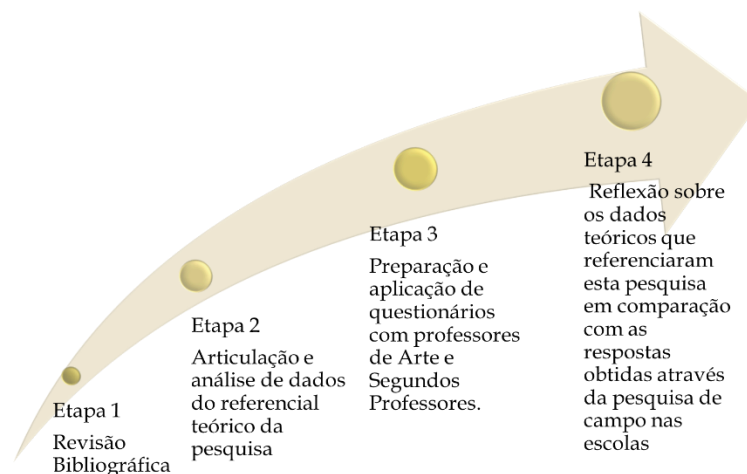 Etapa 1
Revisão
Bibliográfica
Etapa 2
Articulação e
análise de dados
do referencial
teórico da
pesquisa
Etapa 3
Preparação e
aplicação de
questionários
com professores
de Arte e
Segundos
Professores.
Etapa 4
Reflexão sobre
os dados
teóricos que
referenciaram
esta pesquisa
em comparação
com as
respostas
obtidas através
da pesquisa de
campo nas
escolas